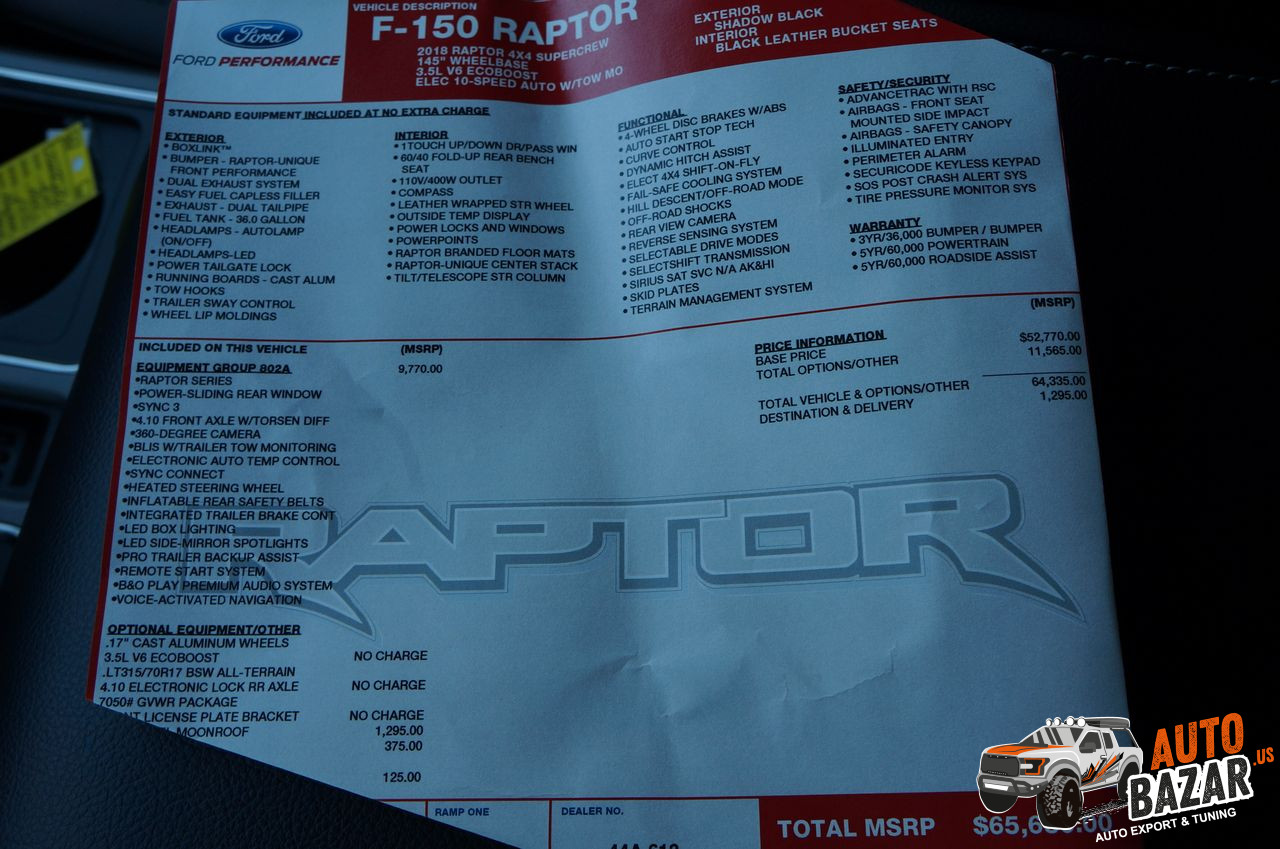 Ford
FORD PERFORMANCE
VEHICLE DESCRIPTION
F-150 RAPTOR
2018 RAPTOR 4X4 SUPERCREW
145" WHEELBASE
3.5L V6 ECOBOOST
ELEC 10-SPEED AUTO W/TOW MO
EXTERIOR
SHADOW BLACK
INTERIOR
BLACK LEATHER BUCKET SEATS
STANDARD EQUIPMENT INCLUDED AT NO EXTRA CHARGE
EXTERIOR
• BOXLINK™
• BUMPER - RAPTOR-UNIQUE
FRONT PERFORMANCE
• DUAL EXHAUST SYSTEM
• EASY FUEL CAPLESS FILLER
• EXHAUST - DUAL TAILPIPE
• FUEL TANK - 36.0 GALLON
• HEADLAMPS - AUTOLAMP
(ON/OFF)
• HEADLAMPS-LED
• POWER TAILGATE LOCK
• RUNNING BOARDS - CAST ALUM
• TOW HOOKS
• TRAILER SWAY CONTROL
• WHEEL LIP MOLDINGS
INTERIOR
• 1TOUCH UP/DOWN DR/PASS WIN
• 60/40 FOLD-UP REAR BENCH
SEAT
• 110V/400W OUTLET
• COMPASS
• LEATHER WRAPPED STR WHEEL
• OUTSIDE TEMP DISPLAY
• POWER LOCKS AND WINDOWS
• POWERPOINTS
• RAPTOR BRANDED FLOOR MATS
• RAPTOR-UNIQUE CENTER STACK
• TILT/TELESCOPE STR COLUMN
FUNCTIONAL
• 4-WHEEL DISC BRAKES W/ABS
• AUTO START STOP TECH
• CURVE CONTROL
• DYNAMIC HITCH ASSIST
• ELECT 4X4 SHIFT-ON-FLY
• FAIL-SAFE COOLING SYSTEM
• HILL DESCENT/OFF-ROAD MODE
• OFF-ROAD SHOCKS
• REAR VIEW CAMERA
• REVERSE SENSING SYSTEM
• SELECTABLE DRIVE MODES
• SELECTSHIFT TRANSMISSION
• SIRIUS SAT SVC N/A AK&HI
• SKID PLATES
• TERRAIN MANAGEMENT SYSTEM
SAFETY/SECURITY
• ADVANCETRAC WITH RSC
• AIRBAGS - FRONT SEAT
MOUNTED SIDE IMPACT
• AIRBAGS - SAFETY CANOPY
• ILLUMINATED ENTRY
• PERIMETER ALARM
• SECURICODE KEYLESS KEYPAD
• SOS POST CRASH ALERT SYS
• TIRE PRESSURE MONITOR SYS
WARRANTY
• 3YR/36,000 BUMPER / BUMPER
• 5YR/60,000 POWERTRAIN
• 5YR/60,000 ROADSIDE ASSIST
INCLUDED ON THIS VEHICLE (MSRP)
EQUIPMENT GROUP 802A 9,770.00
•RAPTOR SERIES
•POWER-SLIDING REAR WINDOW
•SYNC 3
•4.10 FRONT AXLE W/TORSEN DIFF
•360-DEGREE CAMERA
•BLIS W/TRAILER TOW MONITORING
•ELECTRONIC AUTO TEMP CONTROL
•SYNC CONNECT
•HEATED STEERING WHEEL
•INFLATABLE REAR SAFETY BELTS
•INTEGRATED TRAILER BRAKE CONT
•LED BOX LIGHTING
•LED SIDE-MIRROR SPOTLIGHTS
•PRO TRAILER BACKUP ASSIST
•REMOTE START SYSTEM
•B&O PLAY PREMIUM AUDIO SYSTEM
•VOICE-ACTIVATED NAVIGATION
OPTIONAL EQUIPMENT/OTHER
.17" CAST ALUMINUM WHEELS
3.5L V6 ECOBOOST NO CHARGE
.LT315/70R17 BSW ALL-TERRAIN
4.10 ELECTRONIC LOCK RR AXLE NO CHARGE
7050# GVWR PACKAGE
LICENSE PLATE BRACKET NO CHARGE
MOONROOF 1,295.00
375.00
125.00
(MSRP)
PRICE INFORMATION
BASE PRICE $52,770.00
TOTAL OPTIONS/OTHER 11,565.00
TOTAL VEHICLE & OPTIONS/OTHER 64,335.00
DESTINATION & DELIVERY 1,295.00
RAPTOR
RAMP ONE
DEALER NO.
TOTAL MSRP
AUTO
BAZAR.US
AUTO EXPORT & TUNING